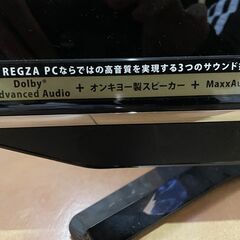 REGZA PCならではの高音質を実現する3つのサウンド
Dolby®
Advanced Audio + オンキヨー製スピーカー + MaxxAu